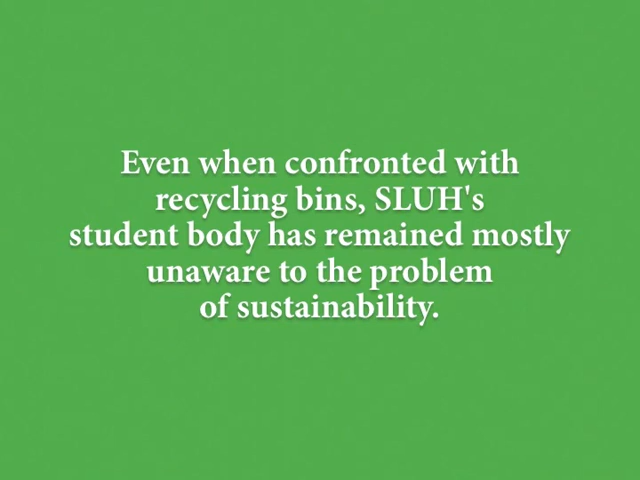 Even when confronted with
recycling bins, SLUH's
student body has remained mostly
unaware to the problem
of sustainability.